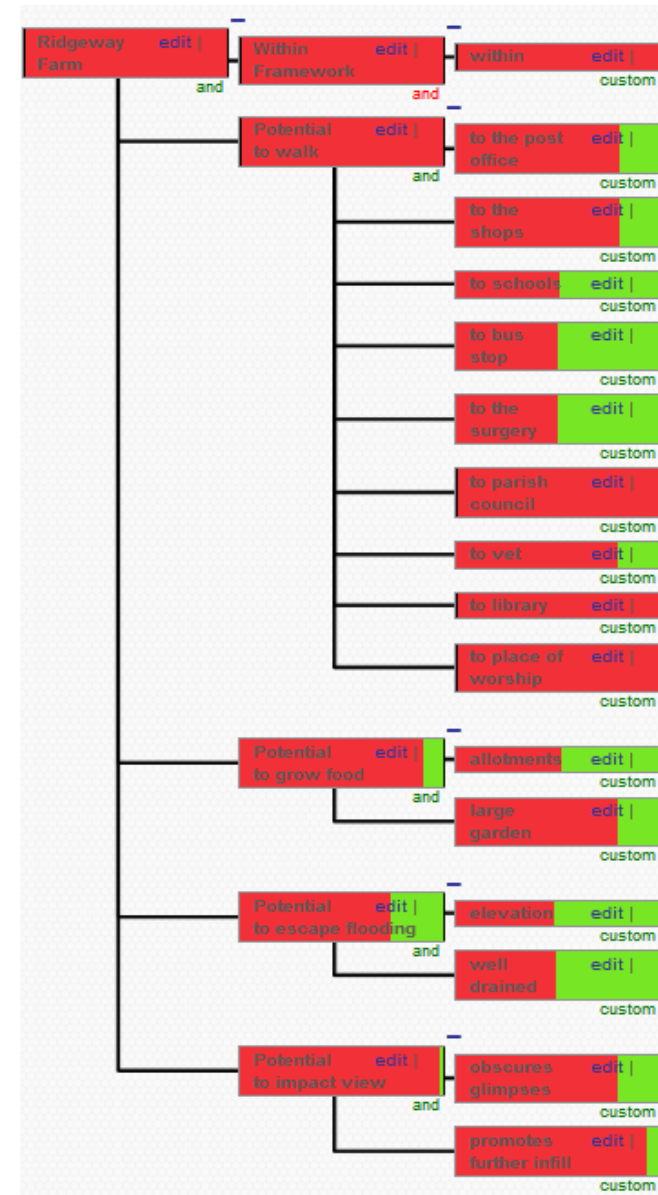 Ridgeway edit |
Farm
and
Within edit |
Framework
and
within edit |
custom
Potential edit |
to walk
and
to the post edit |
office
custom
to the edit |
shops
custom
to schools edit |
custom
to bus edit |
stop
custom
to the edit |
surgery
custom
to parish edit |
council
custom
to vet edit |
custom
to library edit |
custom
to place of edit |
worship
custom
Potential edit |
to grow food
and
allotments edit |
custom
large edit |
garden
custom
Potential edit |
to escape flooding
and
elevation edit |
custom
well edit |
drained
custom
Potential edit |
to impact view
and
obscures edit |
glimpses
custom
promotes edit |
further infill
custom